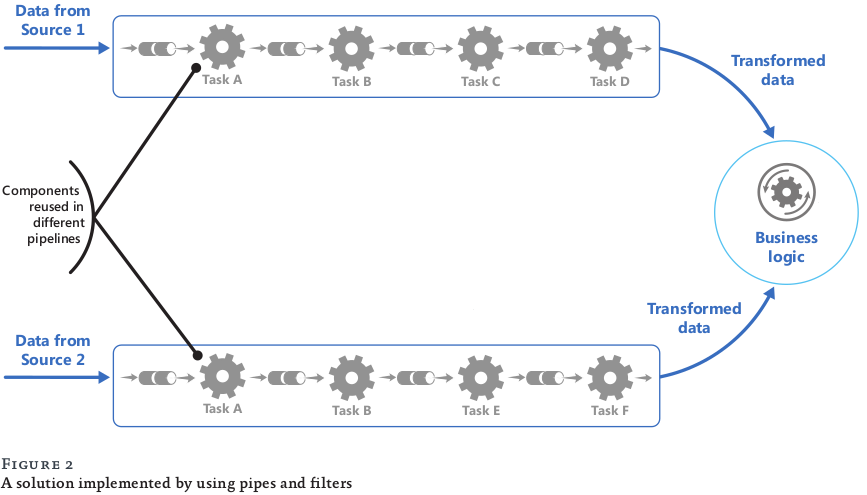 Data from
Source 1
Task A
Task B
Task C
Task D
Transformed
data
Components
reused in
different
pipelines
Business
logic
Data from
Source 2
Transformed
data
Task A
Task B
Task E
Task F
FIGURE 2
A solution implemented by using pipes and filters